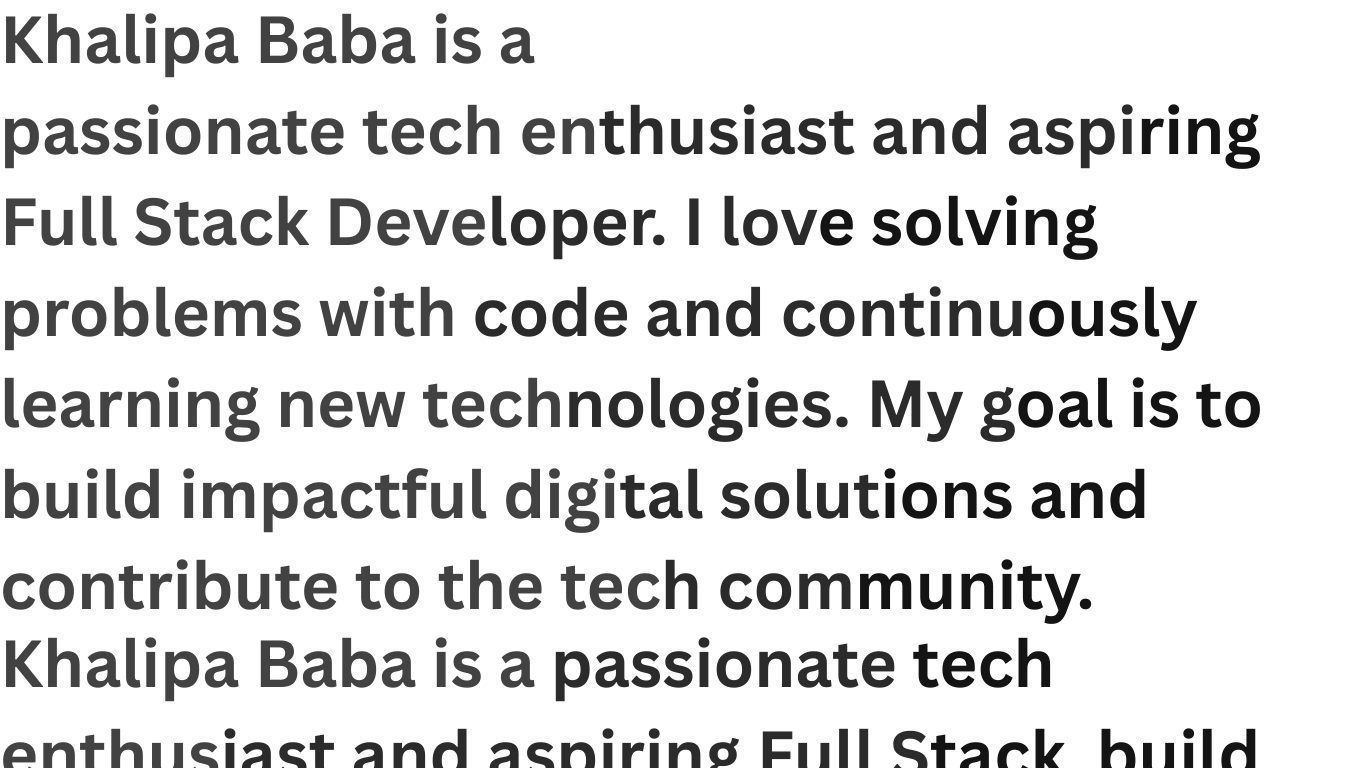 Khalipa Baba is a
passionate tech enthusiast and aspiring
Full Stack Developer. I love solving
problems with code and continuously
learning new technologies. My goal is to
build impactful digital solutions and
contribute to the tech community.
Khalipa Baba is a passionate tech
enthusiast and aspiring Full Stack build